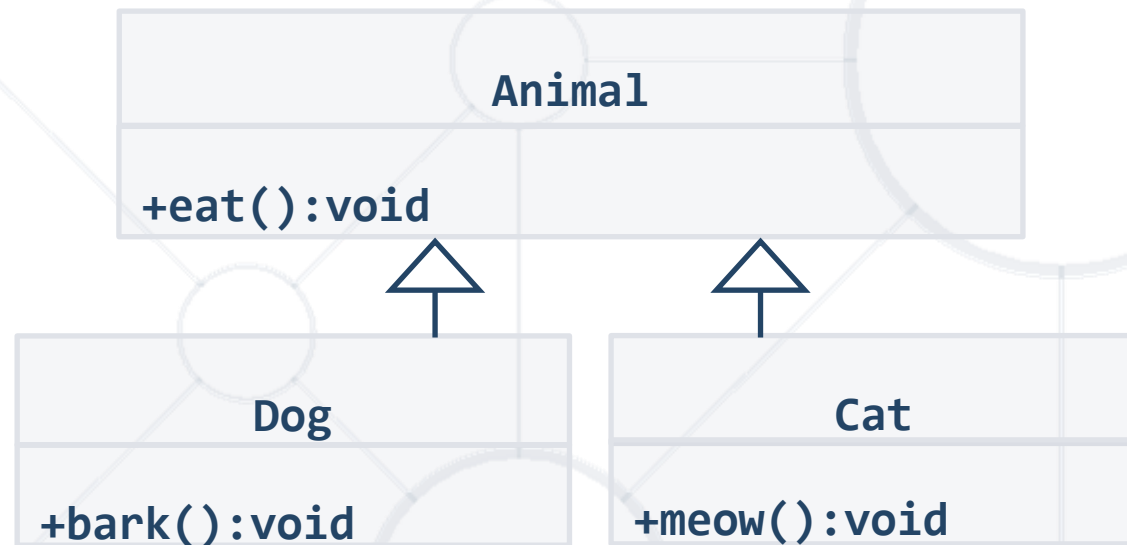 Animal
+eat():void
Dog
Cat
+bark():void
+meow():void